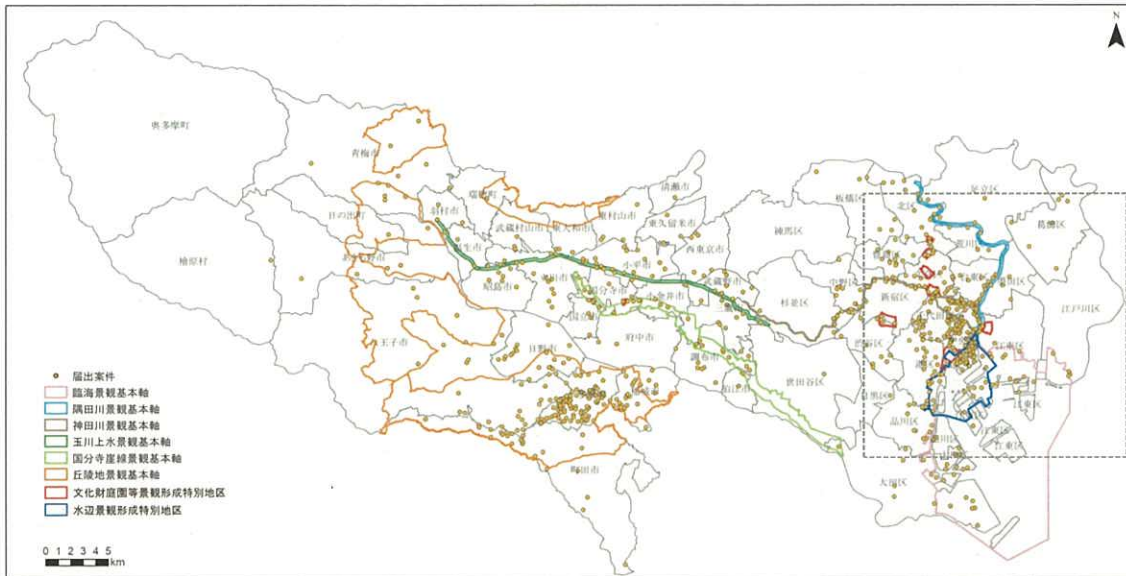 N
奥多摩町
青梅市
足立区
清瀬市
板橋区
北区
瑞穂町
東村山市
葛飾区
日の出町
羽村市
武蔵村山市
東大和市
東久留米市
練馬区
荒川区
檜原村
西東京市
小平市
武蔵野市
中野区
昭島市
国分寺市
小金井市
杉並区
新宿区
江戸川区
国立市
府中市
渋谷区
江東区
日野市
調布市
世田谷区
目黒区
江東区
品川区
江東区
江東区
町田市
大田区
届出案件
臨海景観基本軸
隅田川景観基本軸
神田川景観基本軸
玉川上水景観基本軸
国分寺崖線景観基本軸
丘陵地景観基本軸
文化財庭園等景観形成特別地区
水辺景観形成特別地区
0 1 2 3 4 5
km